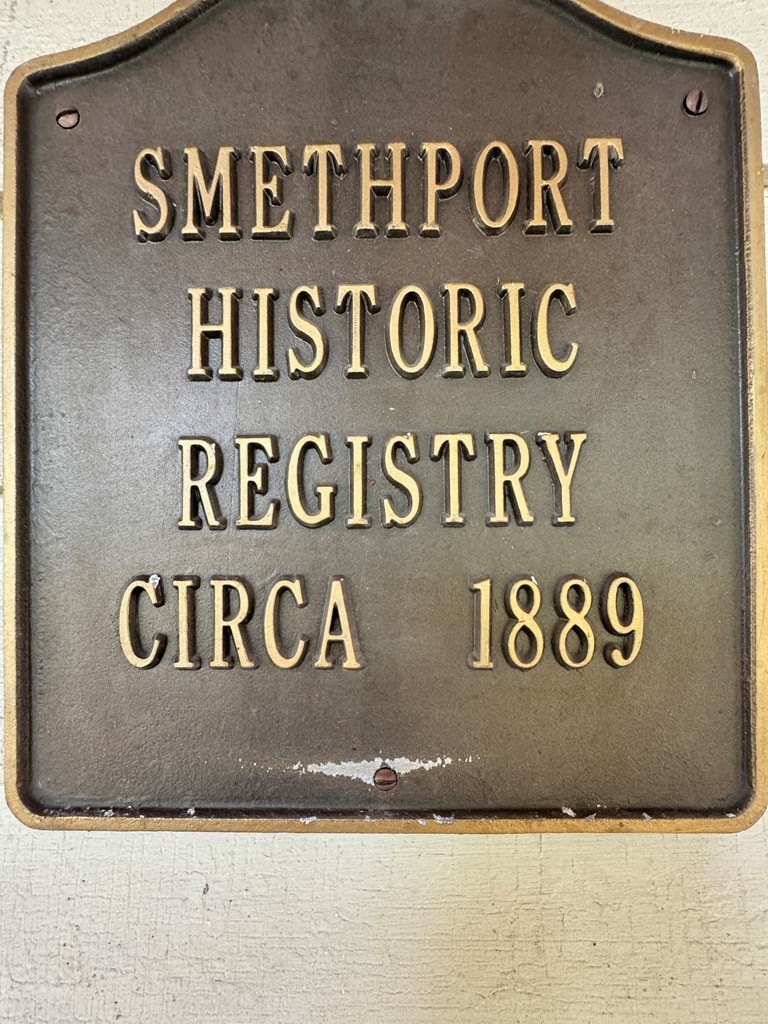 SMETHPORT
HISTORIC
REGISTRY
CIRCA 1889